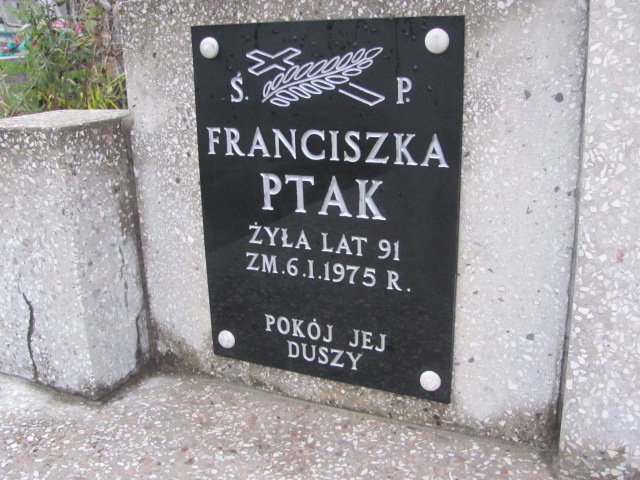 Ś. P.
FRANCISZKA
PTAK
ŻYŁA LAT 91
ZM.6.I.1975 R.
POKÓJ JEJ
DUSZY